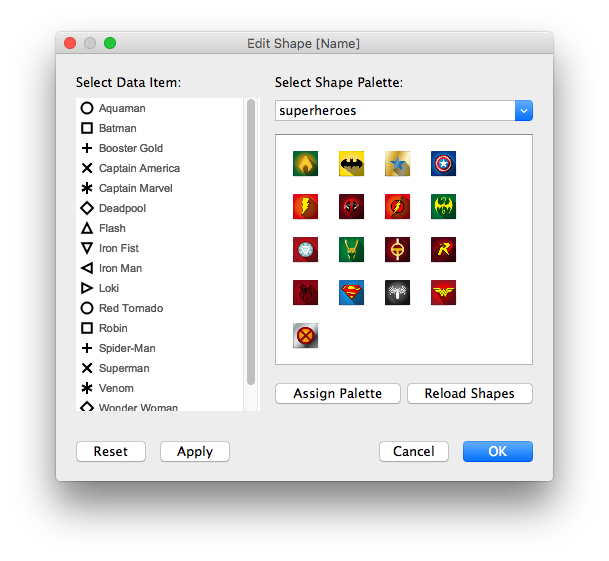 Edit Shape [Name]
Select Data Item:
Aquaman
Batman
Booster Gold
Captain America
Captain Marvel
Deadpool
Flash
Iron Fist
Iron Man
Loki
Red Tornado
Robin
Spider-Man
Superman
Venom
Wonder Woman
Select Shape Palette:
superheroes
Assign Palette
Reload Shapes
Reset
Apply
Cancel
OK